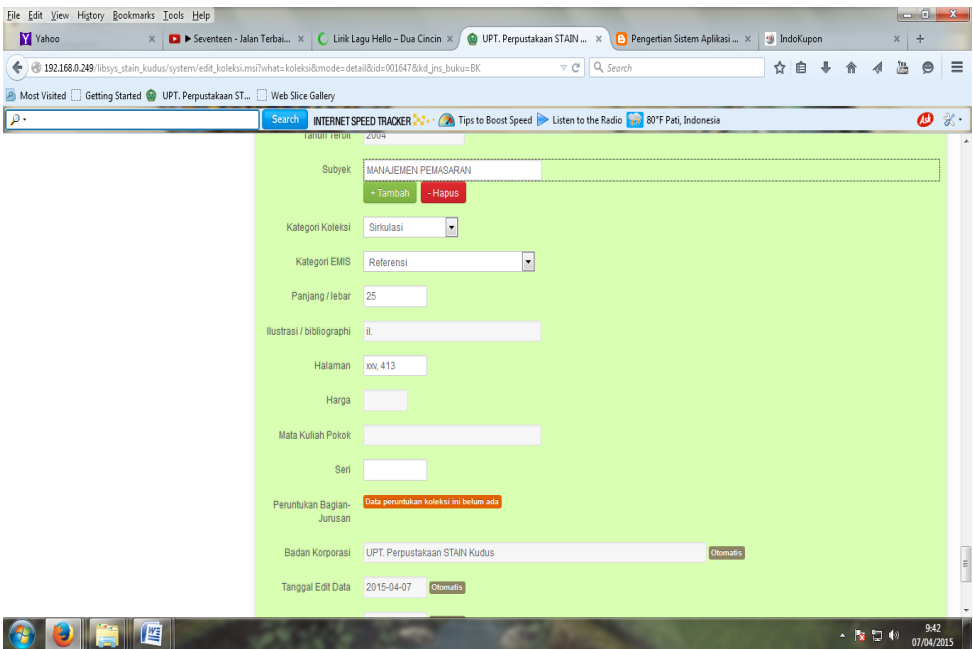 File Edit View History Bookmarks Tools Help
Yahoo × Seventeen - Jalan Terbai... × Lirik Lagu Hello – Dua Cincin × UPT. Perpustakaan STAIN ... × Pengertian Sistem Aplikasi ... × IndoKupon × +
192.168.0.249/libsys_stain_kudus/system/edit_koleksi.msi?what=koleksi&mode=detail&id=001647&kd_jns_buku=BK Search
Most Visited Getting Started UPT. Perpustakaan ST... Web Slice Gallery
Search INTERNET SPEED TRACKER Tips to Boost Speed Listen to the Radio 80°F Pati, Indonesia Ask
Tahun Terbit 2004
Subyek MANAJEMEN PEMASARAN
+ Tambah - Hapus
Kategori Koleksi Sirkulasi
Kategori EMIS Referensi
Panjang / lebar 25
Ilustrasi / bibliographi il.
Halaman xxv, 413
Harga
Mata Kuliah Pokok
Seri
Peruntukan Bagian- Data peruntukan koleksi ini belum ada
Jurusan
Badan Korporasi UPT. Perpustakaan STAIN Kudus Otomatis
Tanggal Edit Data 2015-04-07 Otomatis
9:42
07/04/2015